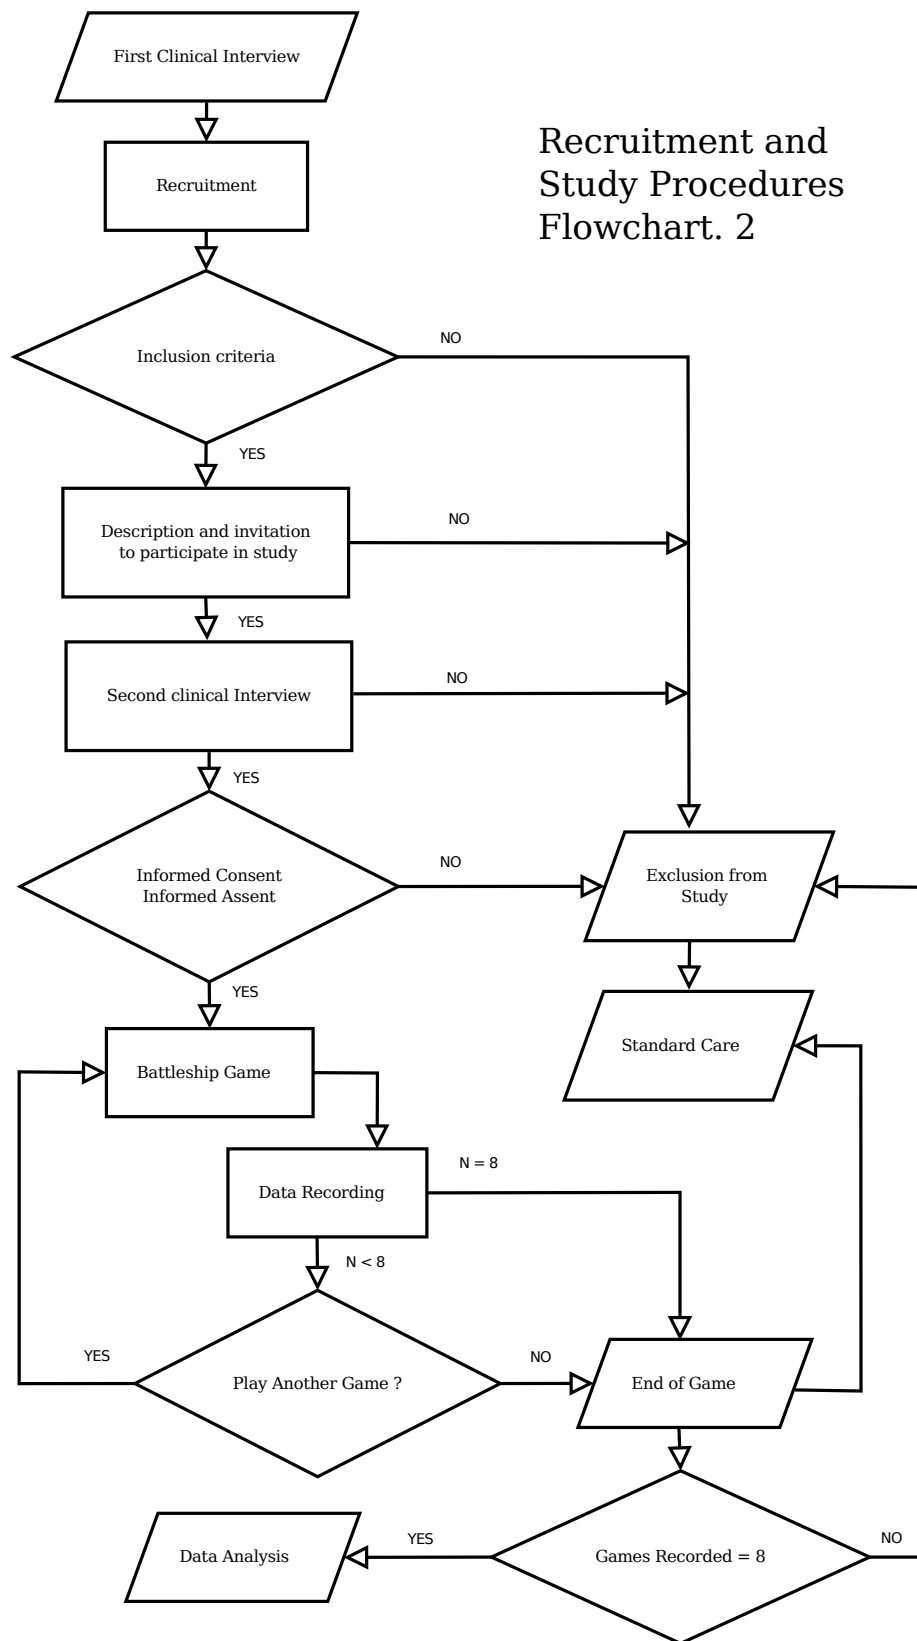 First Clinical Interview
Recruitment and
Study Procedures
Flowchart. 2
Recruitment
Inclusion criteria
NO
YES
Description and invitation
to participate in study
NO
YES
Second clinical Interview
NO
YES
Informed Consent
Informed Assent
NO
Exclusion from
Study
YES
Battleship Game
Standard Care
Data Recording
N = 8
N < 8
YES
Play Another Game ?
NO
End of Game
Data Analysis
YES
Games Recorded = 8
NO